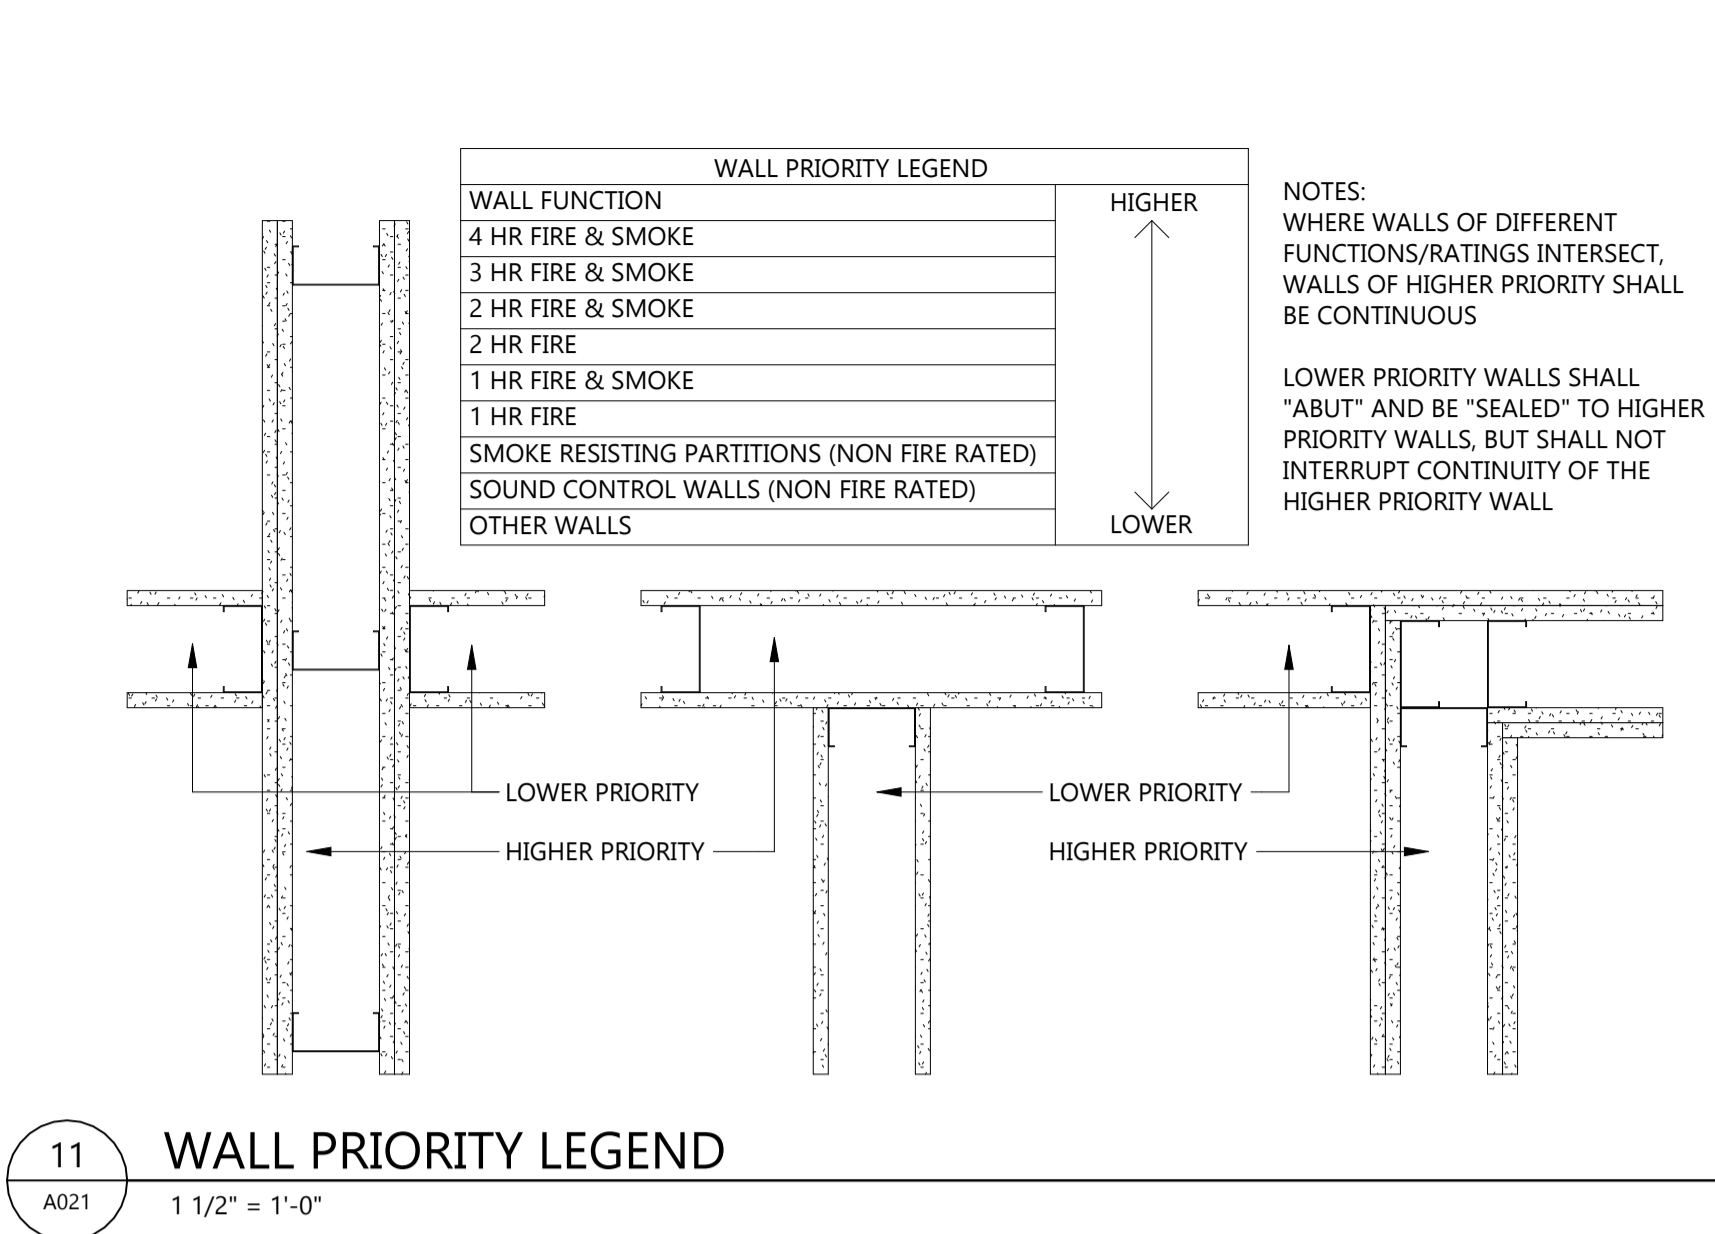 WALL PRIORITY LEGEND
WALL FUNCTION
4 HR FIRE & SMOKE
3 HR FIRE & SMOKE
2 HR FIRE & SMOKE
2 HR FIRE
1 HR FIRE & SMOKE
1 HR FIRE
SMOKE RESISTING PARTITIONS (NON FIRE RATED)
SOUND CONTROL WALLS (NON FIRE RATED)
OTHER WALLS
HIGHER
LOWER
NOTES:
WHERE WALLS OF DIFFERENT
FUNCTIONS/RATINGS INTERSECT,
WALLS OF HIGHER PRIORITY SHALL
BE CONTINUOUS
LOWER PRIORITY WALLS SHALL
"ABUT" AND BE "SEALED" TO HIGHER
PRIORITY WALLS, BUT SHALL NOT
INTERRUPT CONTINUITY OF THE
HIGHER PRIORITY WALL
LOWER PRIORITY
HIGHER PRIORITY
LOWER PRIORITY
HIGHER PRIORITY
11
A021
WALL PRIORITY LEGEND
1 1/2" = 1'-0"